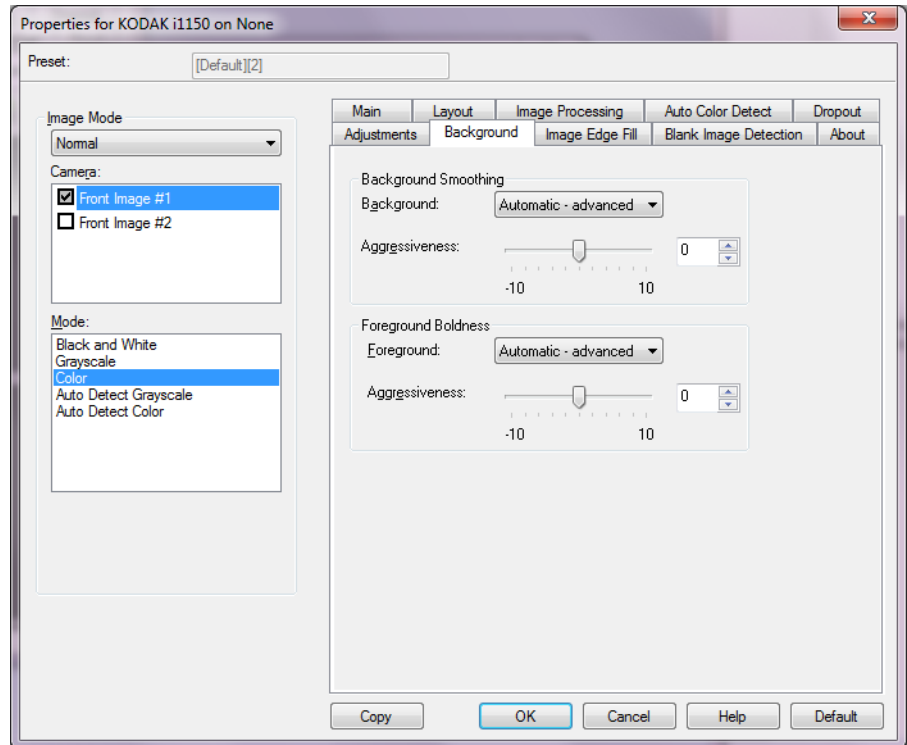 Properties for KODAK i1150 on None
Preset: [Default][2]
Image Mode
Normal
Camera:
Front Image #1
Front Image #2
Mode:
Black and White
Grayscale
Color
Auto Detect Grayscale
Auto Detect Color
Main Layout Image Processing Auto Color Detect Dropout
Adjustments Background Image Edge Fill Blank Image Detection About
Background Smoothing
Background: Automatic - advanced
Aggressiveness: 0
-10 10
Foreground Boldness
Foreground: Automatic - advanced
Aggressiveness: 0
-10 10
Copy OK Cancel Help Default